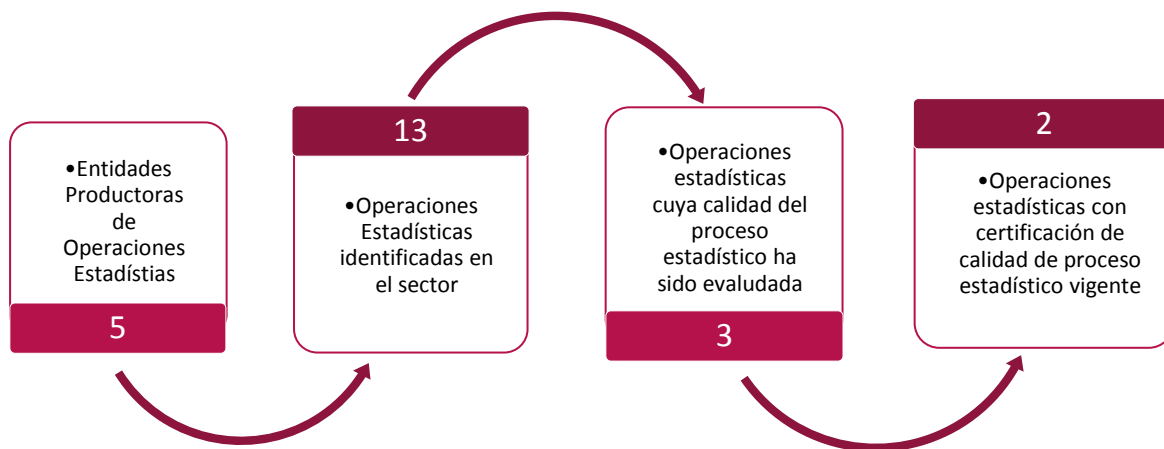 •Entidades
Productoras
de
Operaciones
Estadístias
5
13
•Operaciones
Estadísticas
identificadas en
el sector
•Operaciones
estadísticas
cuya calidad del
proceso
estadístico ha
sido evaludada
3
2
•Operaciones
estadísticas con
certificación de
calidad de proceso
estadístico vigente